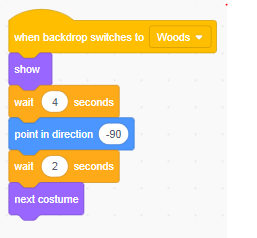 when backdrop switches to Woods
show
wait 4 seconds
point in direction -90
wait 2 seconds
next costume